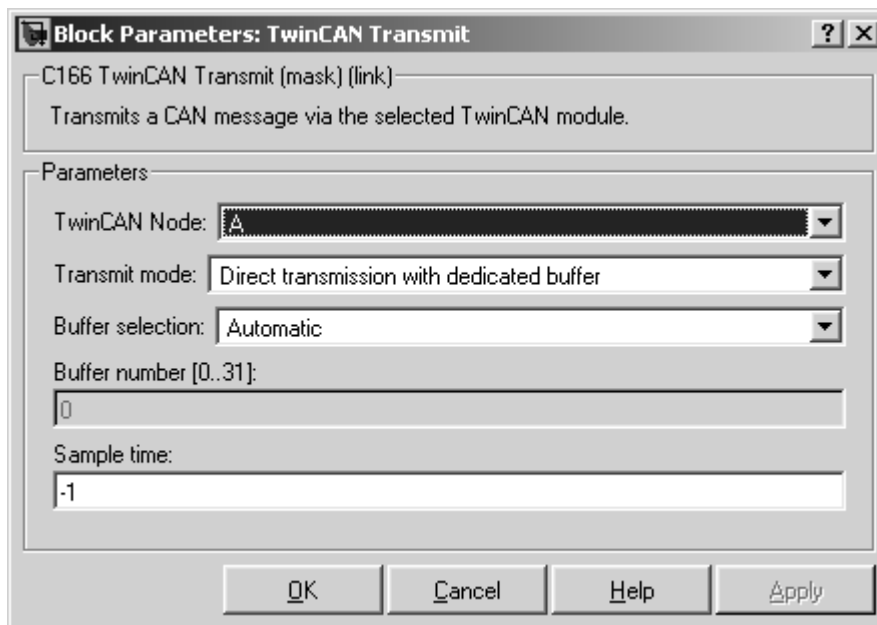 Block Parameters: TwinCAN Transmit
C166 TwinCAN Transmit (mask) (link)
Transmits a CAN message via the selected TwinCAN module.
Parameters
TwinCAN Node: A
Transmit mode: Direct transmission with dedicated buffer
Buffer selection: Automatic
Buffer number [0..31]:
0
Sample time:
-1
OK Cancel Help Apply